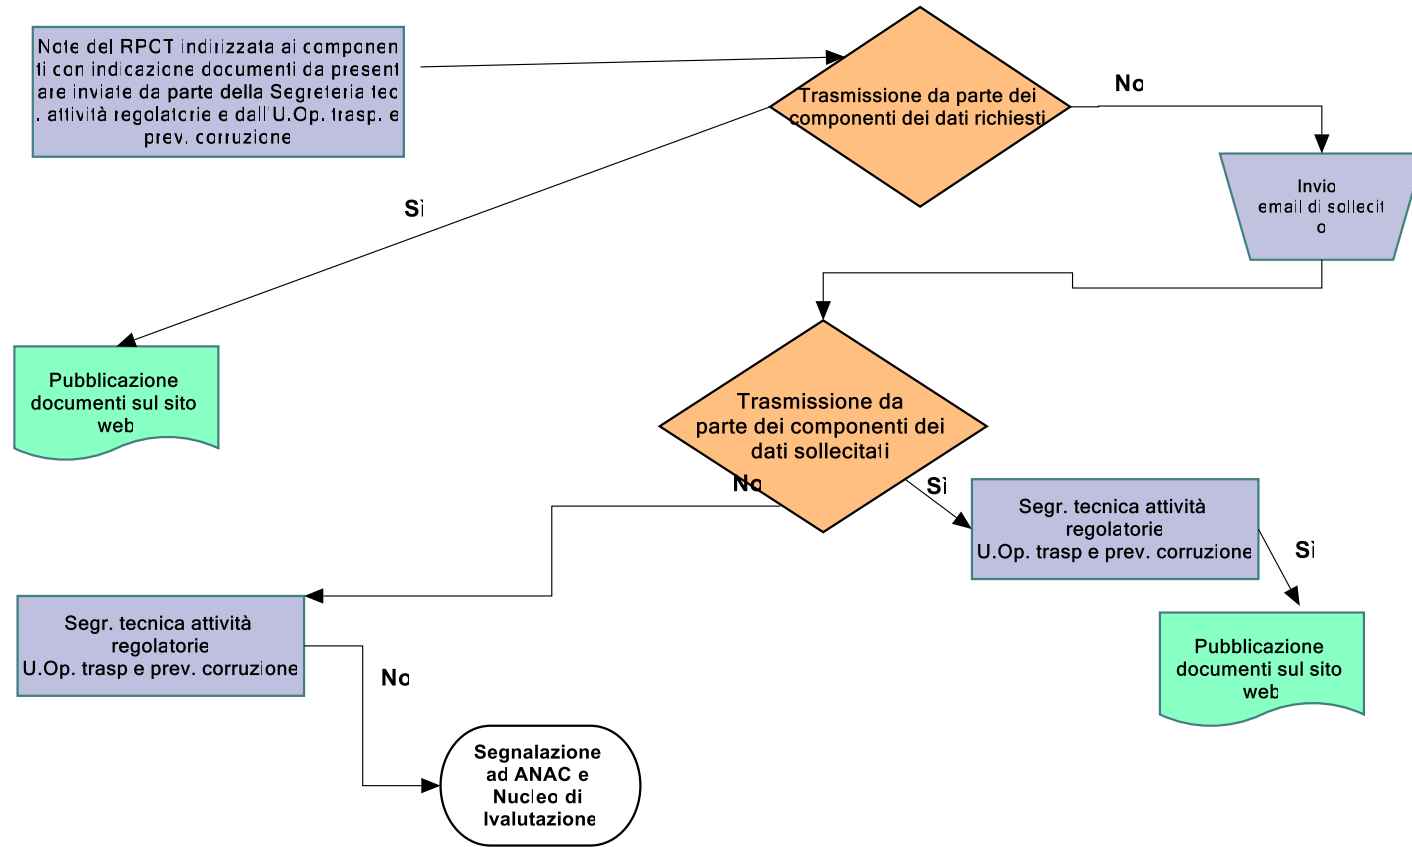 Note del RPCT indirizzata ai componen
ti con indicazione documenti da present
are inviate da parte della Segreteria tec
. attività regolatorie e dall'U.Op. trasp. e
prev. corruzione
Trasmissione da parte dei
componenti dei dati richiesti
No
Invio
email di sollecit
o
Sì
Pubblicazione
documenti sul sito
web
Trasmissione da
parte dei componenti dei
dati sollecitati
No
Sì
Segr. tecnica attività
regolatorie
U.Op. trasp e prev. corruzione
Sì
Pubblicazione
documenti sul sito
web
Segr. tecnica attività
regolatorie
U.Op. trasp e prev. corruzione
No
Segnalazione
ad ANAC e
Nucleo di
Ivalutazione